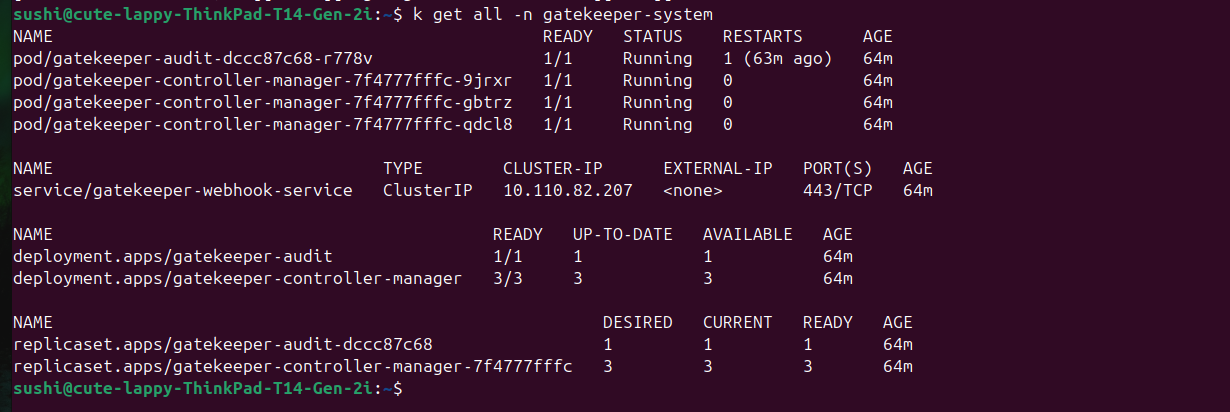 sushi@cute-lappy-ThinkPad-T14-Gen-2i:~$ k get all -n gatekeeper-system
NAME                                                 READY   STATUS    RESTARTS      AGE
pod/gatekeeper-audit-dccc87c68-r778v                 1/1     Running   1 (63m ago)   64m
pod/gatekeeper-controller-manager-7f4777fffc-9jrxr   1/1     Running   0             64m
pod/gatekeeper-controller-manager-7f4777fffc-gbtrz   1/1     Running   0             64m
pod/gatekeeper-controller-manager-7f4777fffc-qdcl8   1/1     Running   0             64m
NAME                                 TYPE        CLUSTER-IP      EXTERNAL-IP   PORT(S)   AGE
service/gatekeeper-webhook-service   ClusterIP   10.110.82.207   <none>        443/TCP   64m
NAME                                            READY   UP-TO-DATE   AVAILABLE   AGE
deployment.apps/gatekeeper-audit                1/1     1            1           64m
deployment.apps/gatekeeper-controller-manager   3/3     3            3           64m
NAME                                                       DESIRED   CURRENT   READY   AGE
replicaset.apps/gatekeeper-audit-dccc87c68                 1         1         1       64m
replicaset.apps/gatekeeper-controller-manager-7f4777fffc   3         3         3       64m
sushi@cute-lappy-ThinkPad-T14-Gen-2i:~$